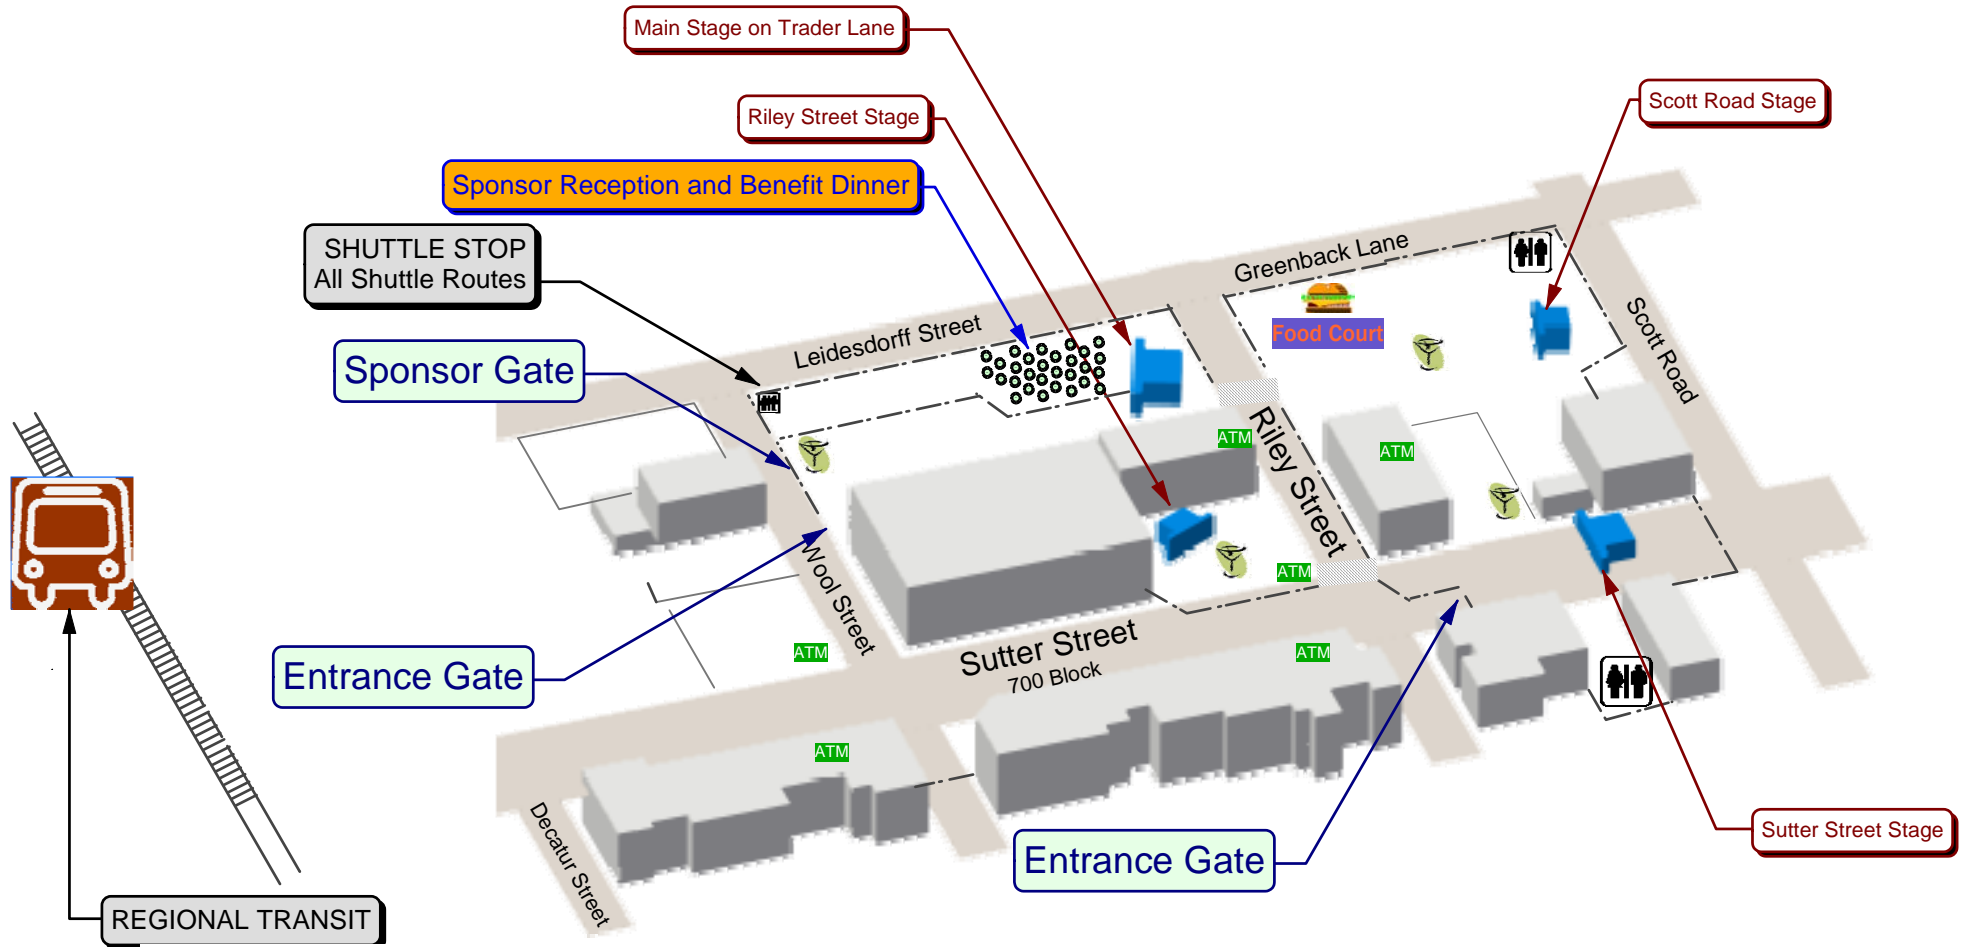 Main Stage on Trader Lane
Scott Road Stage
Riley Street Stage
Sponsor Reception and Benefit Dinner
SHUTTLE STOP
All Shuttle Routes
Greenback Lane
Leidesdorff Street
Food Court
Scott Road
Sponsor Gate
Riley Street
ATM
ATM
Wool Street
ATM
Entrance Gate
Sutter Street
700 Block
ATM
ATM
ATM
Decatur Street
Entrance Gate
Sutter Street Stage
REGIONAL TRANSIT